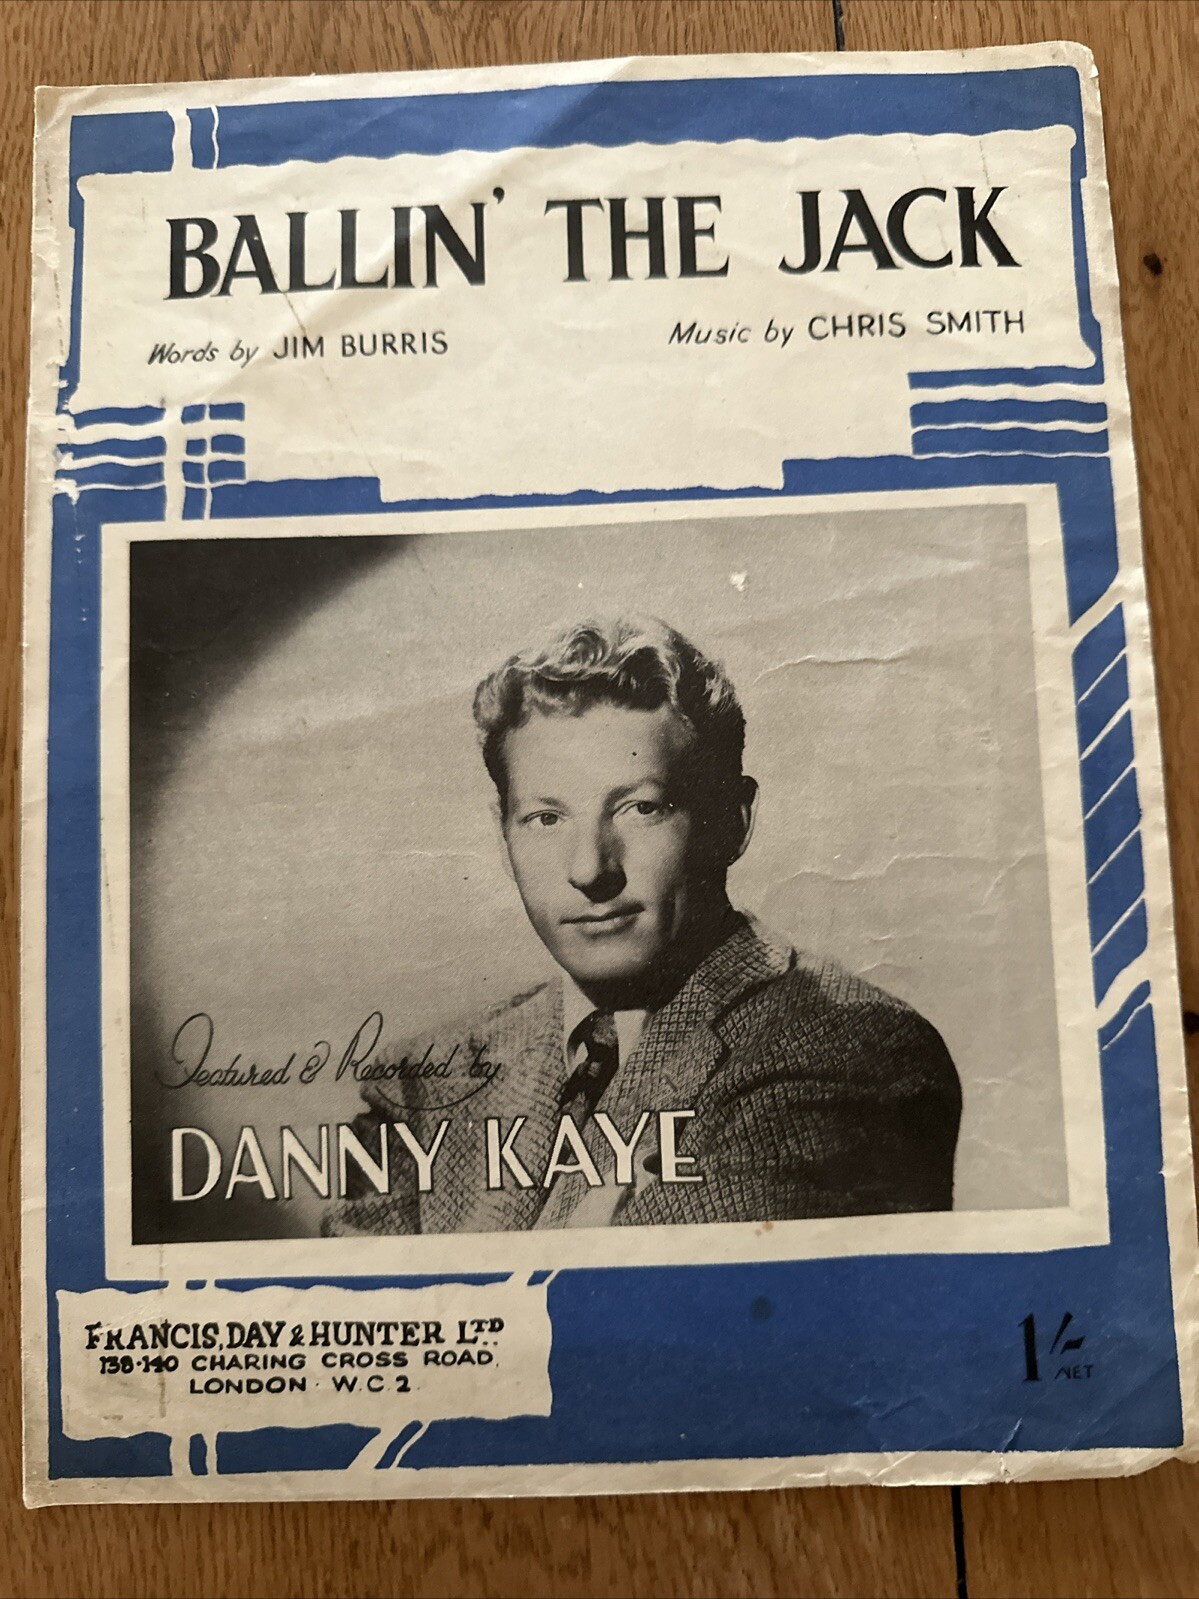 BALLIN' THE JACK
Words by JIM BURRIS
Music by CHRIS SMITH
Featured & Recorded by
DANNY KAYE
FRANCIS, DAY & HUNTER LTD
138-140 CHARING CROSS ROAD,
LONDON · W.C.2.
1/-
NET